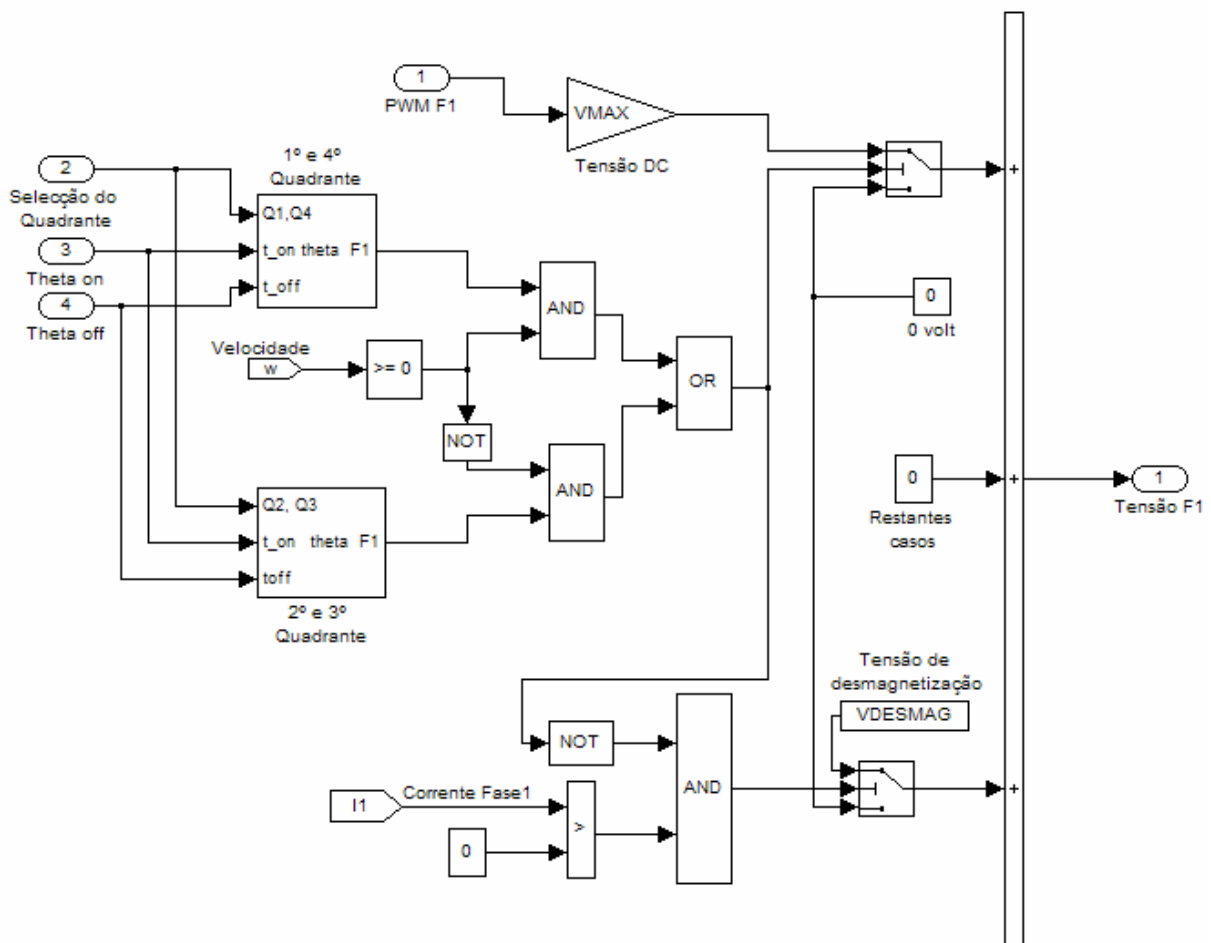 1
PWM F1
VMAX
Tensão DC
+
2
Selecção do
Quadrante
3
Theta on
4
Theta off
1º e 4º
Quadrante
Q1,Q4
t_on theta F1
t_off
Velocidade
w
>= 0
NOT
AND
AND
OR
0
0 volt
Q2, Q3
t_on theta F1
toff
2º e 3º
Quadrante
0
Restantes
casos
+
1
Tensão F1
Tensão de
desmagnetização
VDESMAG
NOT
AND
I1
Corrente Fase1
0
>
+